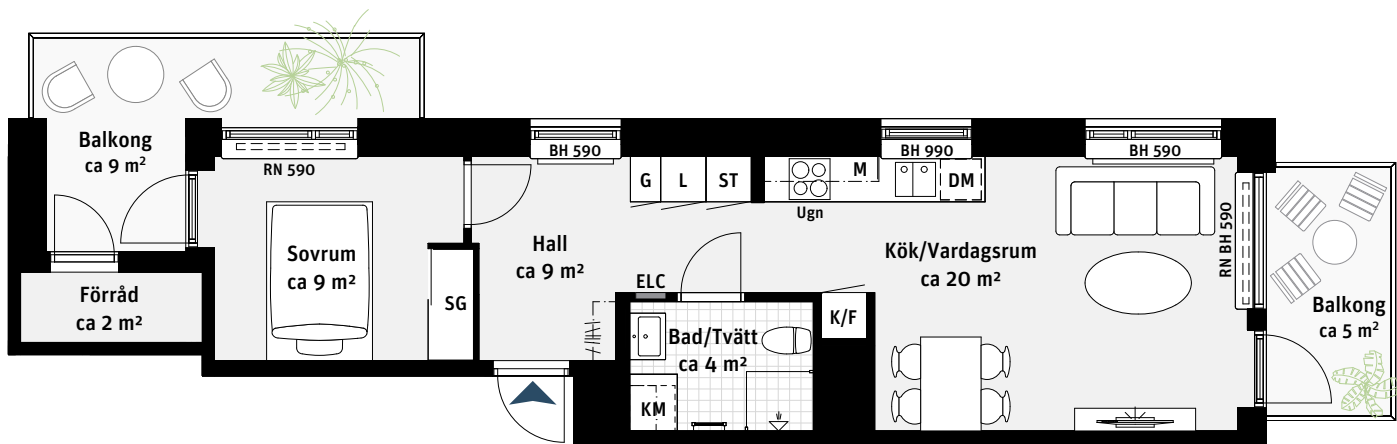 Balkong
ca 9 m²
RN 590
BH 590
BH 990
BH 590
G
L
ST
M
DM
Ugn
RN BH 590
Sovrum
ca 9 m²
Hall
ca 9 m²
Kök/Vardagsrum
ca 20 m²
Förråd
ca 2 m²
SG
ELC
K/F
Balkong
ca 5 m²
Bad/Tvätt
ca 4 m²
KM